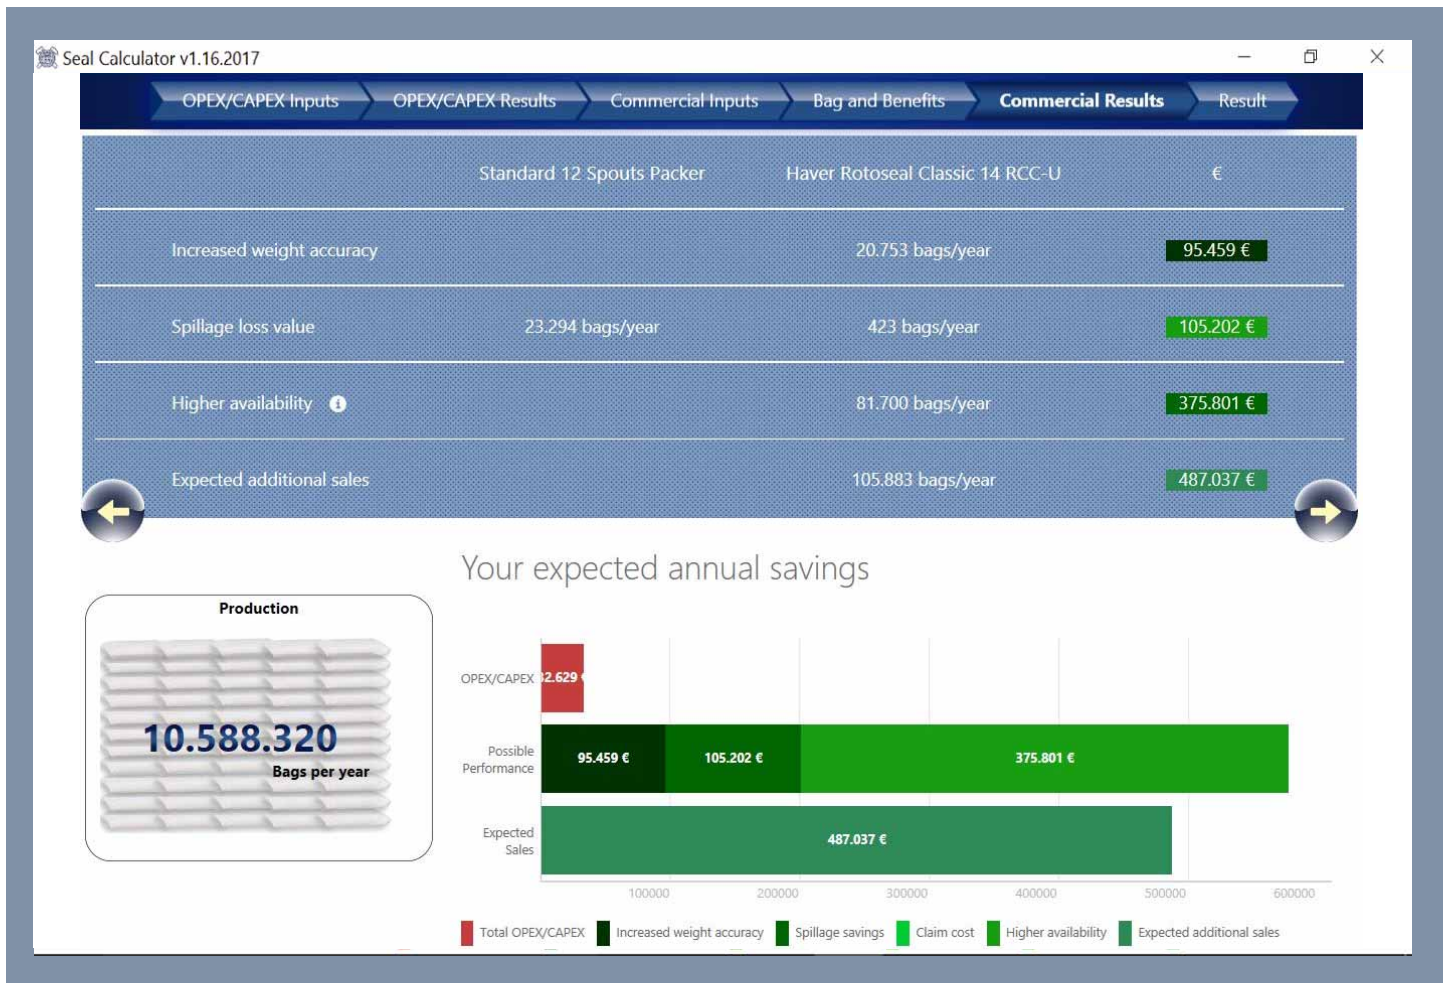 Seal Calculator v1.16.2017
OPEX/CAPEX Inputs OPEX/CAPEX Results Commercial Inputs Bag and Benefits Commercial Results Result
Standard 12 Spouts Packer Haver Rotoseal Classic 14 RCC-U €
Increased weight accuracy 20.753 bags/year 95.459 €
Spillage loss value 23.294 bags/year 423 bags/year 105.202 €
Higher availability i 81.700 bags/year 375.801 €
Expected additional sales 105.883 bags/year 487.037 €
Your expected annual savings
Production
10.588.320
Bags per year
OPEX/CAPEX
Possible
Performance 95.459 € 105.202 € 375.801 €
Expected
Sales 487.037 €
100000 200000 300000 400000 500000 600000
Total OPEX/CAPEX Increased weight accuracy Spillage savings Claim cost Higher availability Expected additional sales